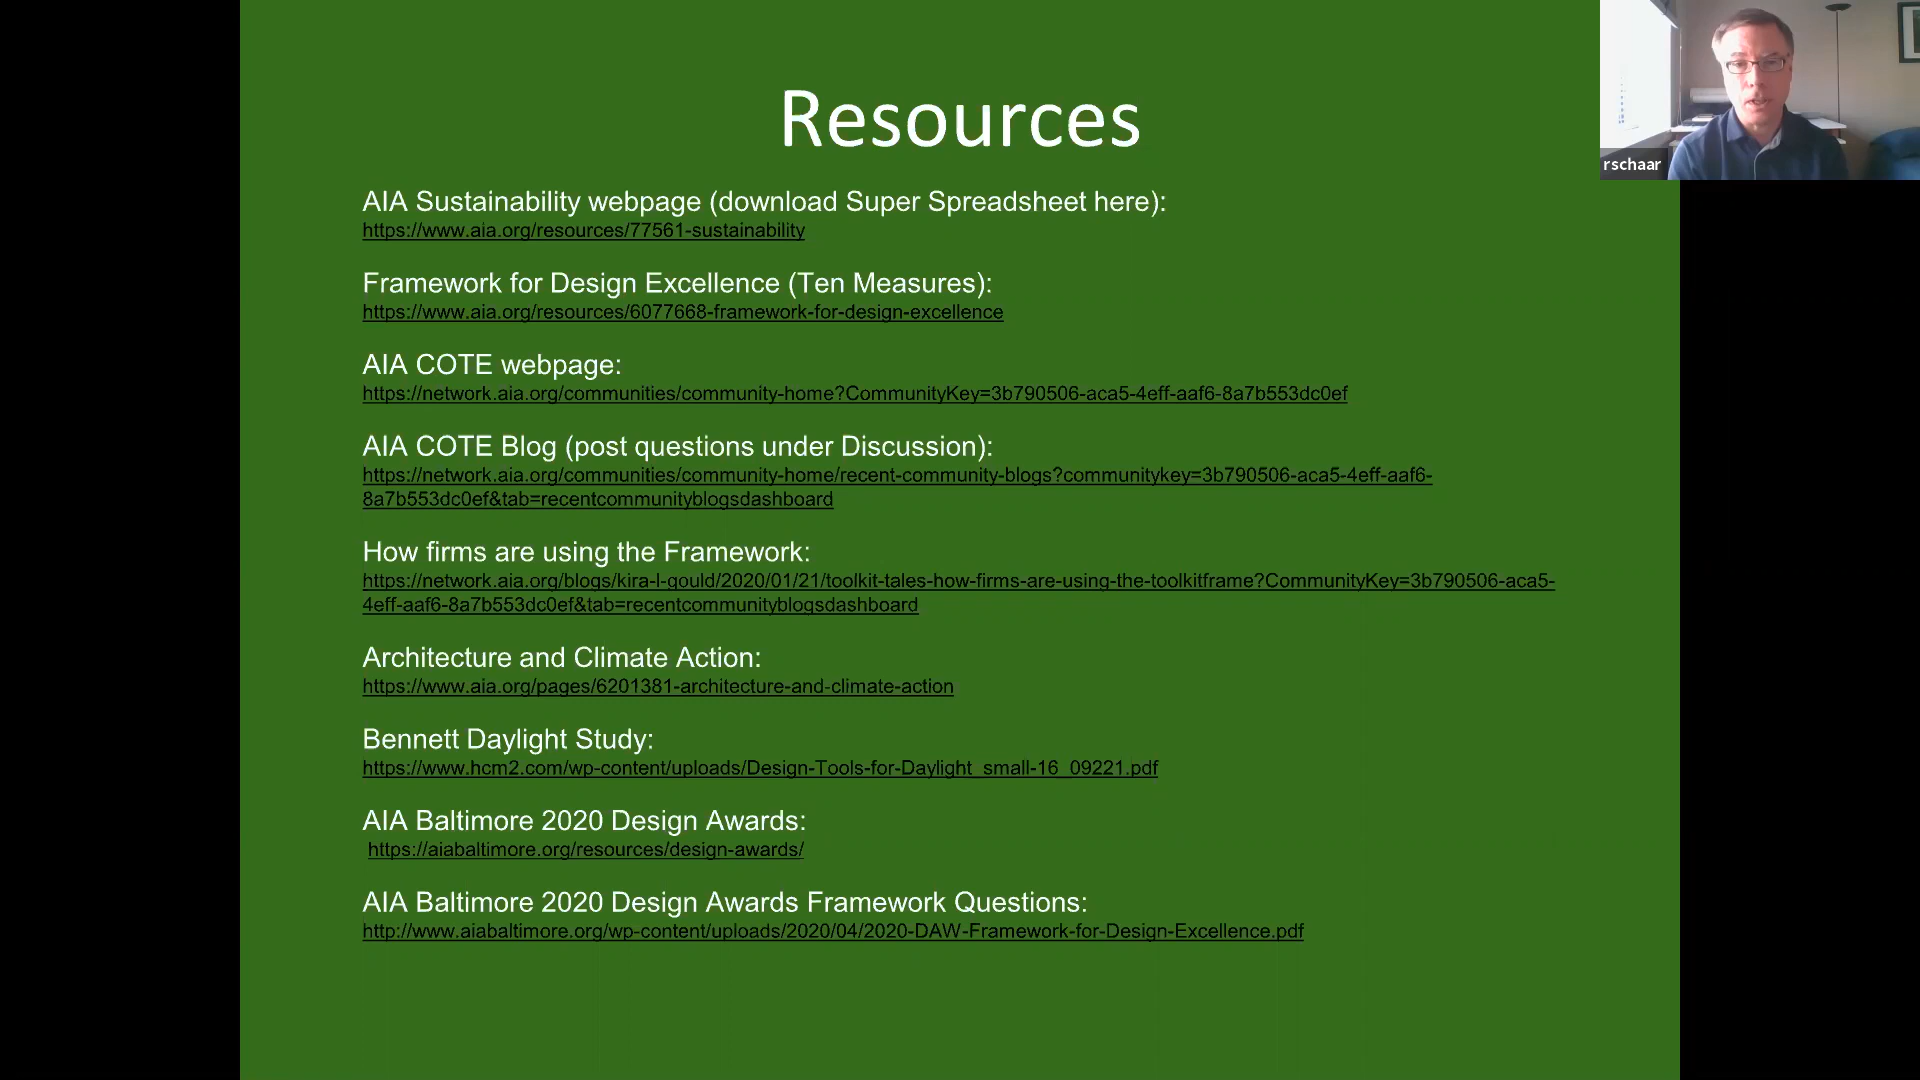 Resources
rschaar
AIA Sustainability webpage (download Super Spreadsheet here):
https://www.aia.org/resources/77561-sustainability
Framework for Design Excellence (Ten Measures):
https://www.aia.org/resources/6077668-framework-for-design-excellence
AIA COTE webpage:
https://network.aia.org/communities/community-home?CommunityKey=3b790506-aca5-4eff-aaf6-8a7b553dc0ef
AIA COTE Blog (post questions under Discussion):
https://network.aia.org/communities/community-home/recent-community-blogs?communitykey=3b790506-aca5-4eff-aaf6-
8a7b553dc0ef&tab=recentcommunityblogsdashboard
How firms are using the Framework:
https://network.aia.org/blogs/kira-l-gould/2020/01/21/toolkit-tales-how-firms-are-using-the-toolkitframe?CommunityKey=3b790506-aca5-
4eff-aaf6-8a7b553dc0ef&tab=recentcommunityblogsdashboard
Architecture and Climate Action:
https://www.aia.org/pages/6201381-architecture-and-climate-action
Bennett Daylight Study:
https://www.hcm2.com/wp-content/uploads/Design-Tools-for-Daylight_small-16_09221.pdf
AIA Baltimore 2020 Design Awards:
https://aiabaltimore.org/resources/design-awards/
AIA Baltimore 2020 Design Awards Framework Questions:
http://www.aiabaltimore.org/wp-content/uploads/2020/04/2020-DAW-Framework-for-Design-Excellence.pdf